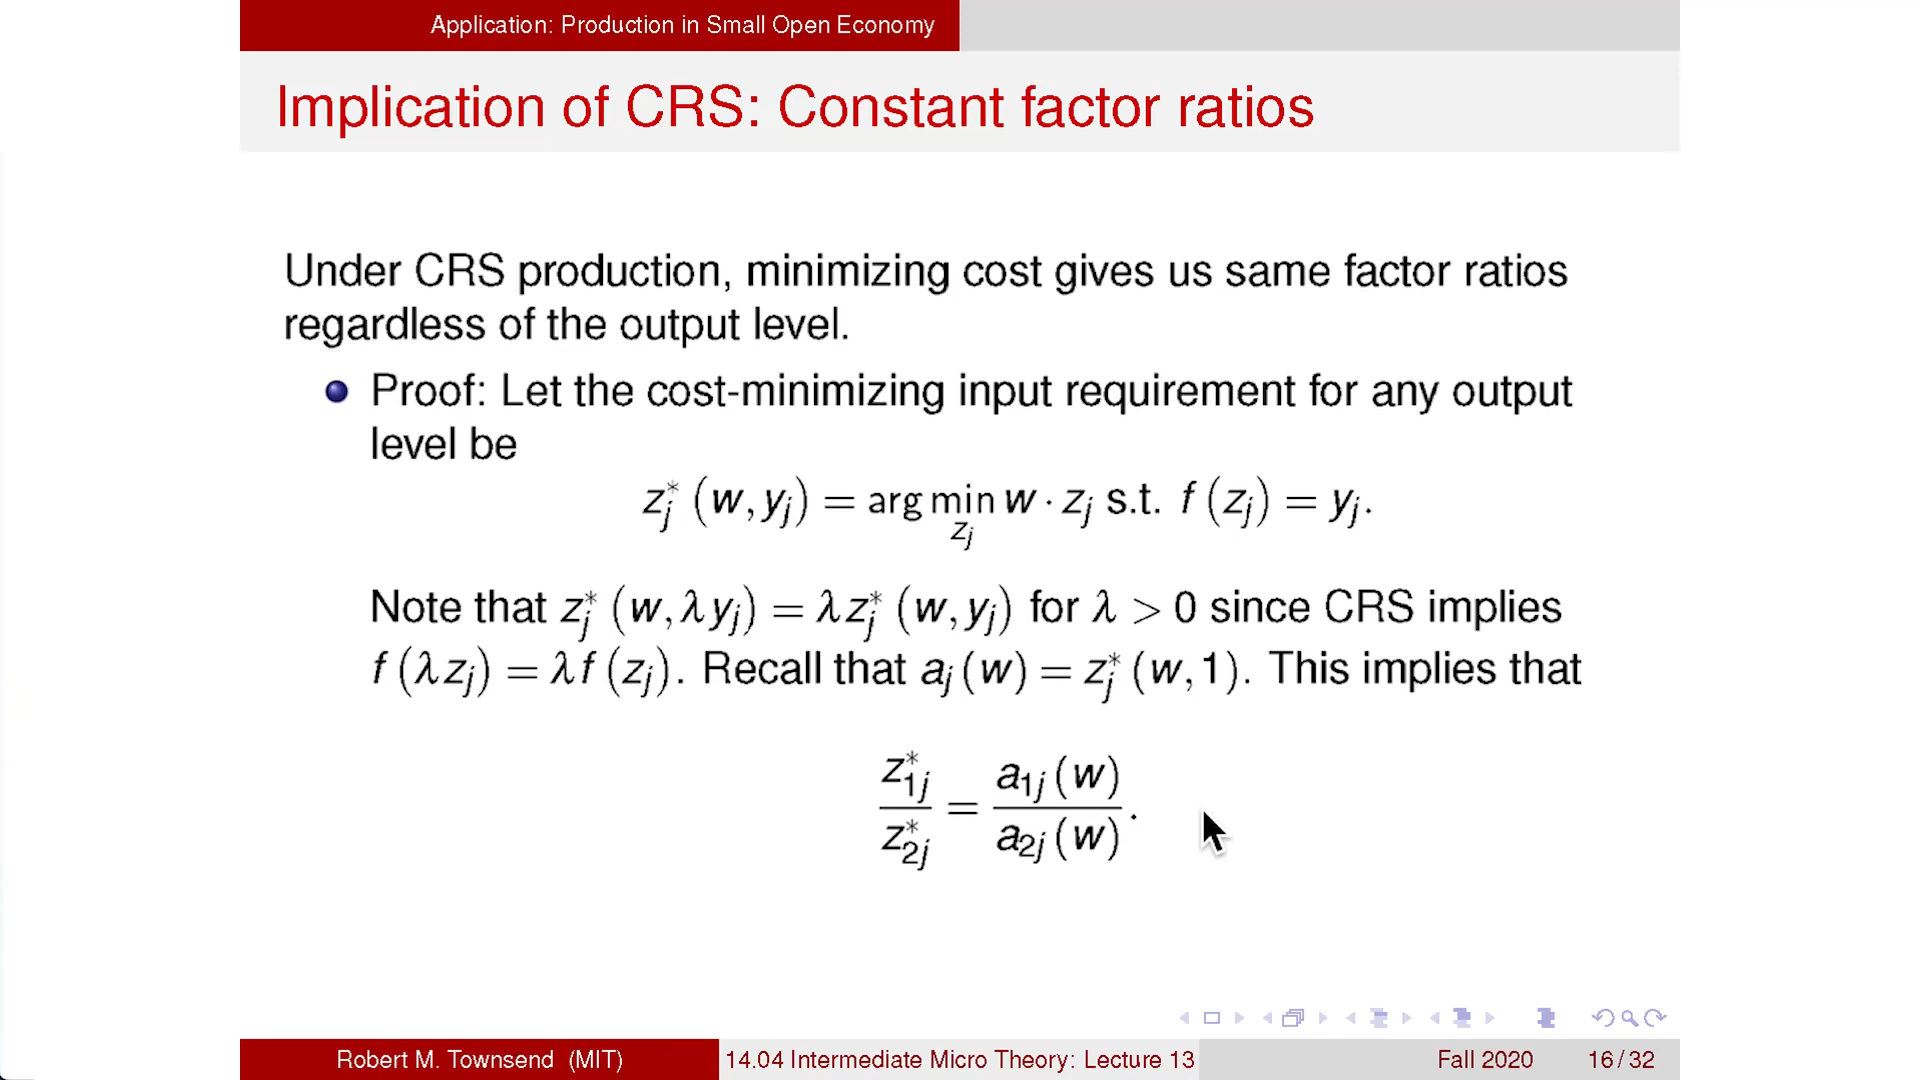 Application: Production in Small Open Economy
Implication of CRS: Constant factor ratios
Under CRS production, minimizing cost gives us same factor ratios
regardless of the output level.
Proof: Let the cost-minimizing input requirement for any output
level be
z*_j (w, y_j) = arg min_{z_j} w · z_j s.t. f (z_j) = y_j.
Note that z*_j (w, λy_j) = λz*_j (w, y_j) for λ > 0 since CRS implies
f (λz_j) = λf (z_j). Recall that a_j (w) = z*_j (w, 1). This implies that
z*_{1j} / z*_{2j} = a_{1j} (w) / a_{2j} (w).
Robert M. Townsend (MIT) 14.04 Intermediate Micro Theory: Lecture 13 Fall 2020 16 / 32